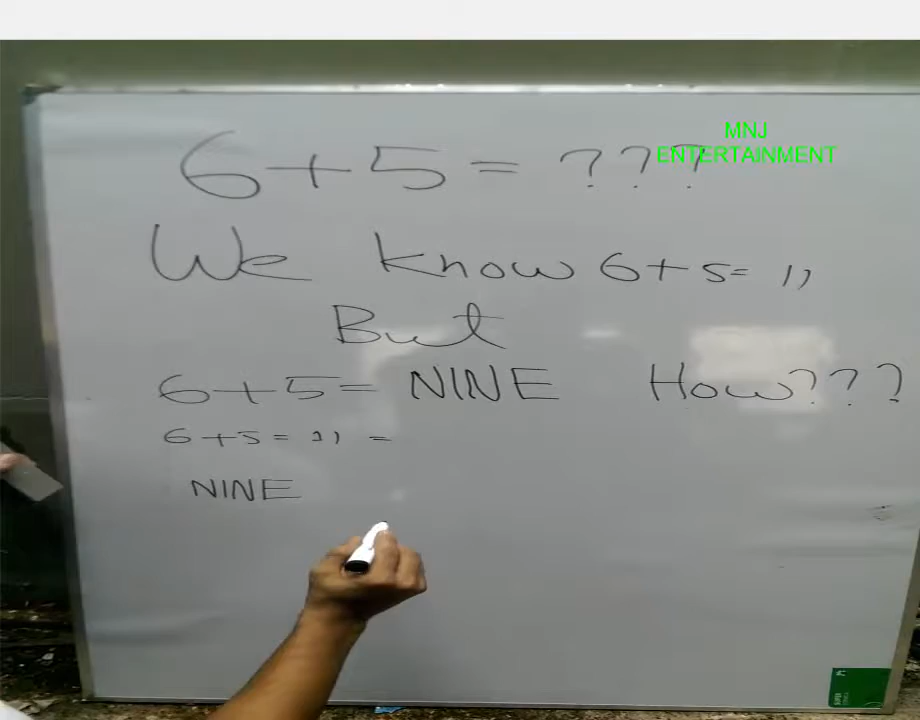 MNJ
ENTERTAINMENT
6+5= ???
We know 6+5= 11
But
6+5= NINE How???
6+5= 11 =
NINE